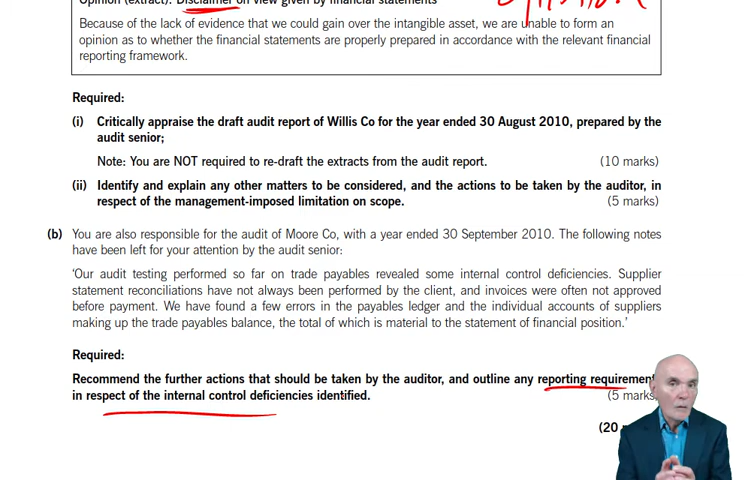 Opinion (extract): Disclaimer on view given by financial statements
Because of the lack of evidence that we could gain over the intangible asset, we are unable to form an
opinion as to whether the financial statements are properly prepared in accordance with the relevant financial
reporting framework.
Required:
(i) Critically appraise the draft audit report of Willis Co for the year ended 30 August 2010, prepared by the
audit senior;
Note: You are NOT required to re-draft the extracts from the audit report. (10 marks)
(ii) Identify and explain any other matters to be considered, and the actions to be taken by the auditor, in
respect of the management-imposed limitation on scope. (5 marks)
(b) You are also responsible for the audit of Moore Co, with a year ended 30 September 2010. The following notes
have been left for your attention by the audit senior:
‘Our audit testing performed so far on trade payables revealed some internal control deficiencies. Supplier
statement reconciliations have not always been performed by the client, and invoices were often not approved
before payment. We have found a few errors in the payables ledger and the individual accounts of suppliers
making up the trade payables balance, the total of which is material to the statement of financial position.’
Required:
Recommend the further actions that should be taken by the auditor, and outline any reporting requirement
in respect of the internal control deficiencies identified. (5 marks
(20